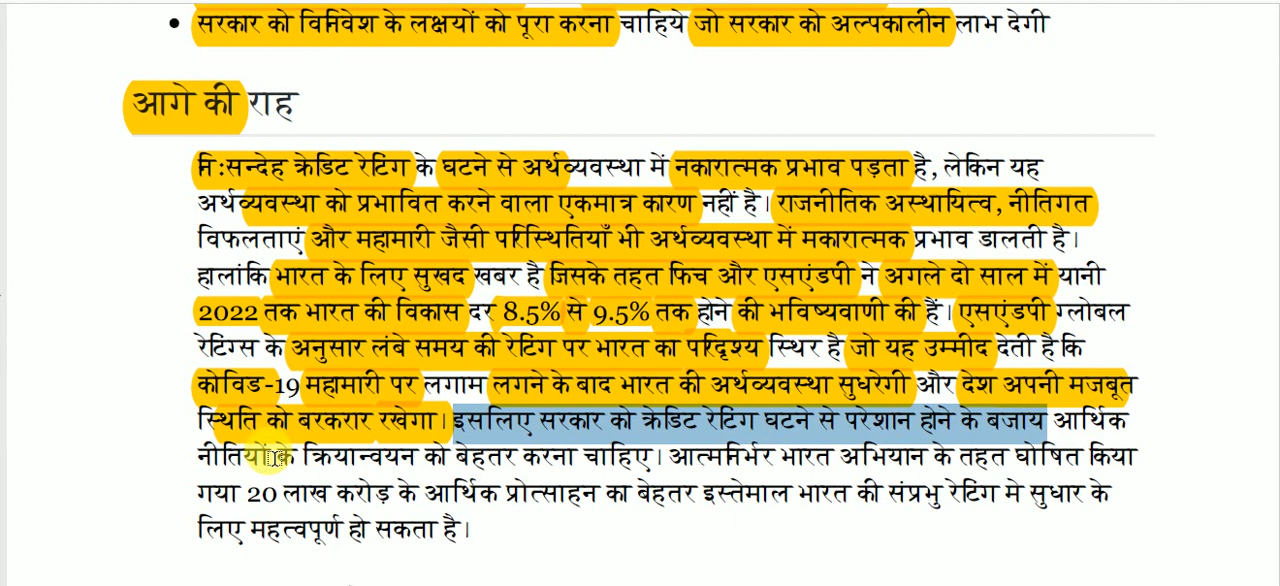 सरकार को विनिवेश के लक्षयों को पूरा करना चाहिये जो सरकार को अल्पकालीन लाभ देगी
आगे की राह
नि:सन्देह क्रेडिट रेटिंग के घटने से अर्थव्यवस्था में नकारात्मक प्रभाव पड़ता है, लेकिन यह
अर्थव्यवस्था को प्रभावित करने वाला एकमात्र कारण नहीं है। राजनीतिक अस्थायित्व, नीतिगत
विफलताएं और महामारी जैसी परिस्थितियाँ भी अर्थव्यवस्था में मकारात्मक प्रभाव डालती है।
हालांकि भारत के लिए सुखद खबर है जिसके तहत फिच और एसएंडपी ने अगले दो साल में यानी
2022 तक भारत की विकास दर 8.5% से 9.5% तक होने की भविष्यवाणी की हैं। एसएंडपी ग्लोबल
रेटिंग्स के अनुसार लंबे समय की रेटिंग पर भारत का परिदृश्य स्थिर है जो यह उम्मीद देती है कि
कोविड-19 महामारी पर लगाम लगने के बाद भारत की अर्थव्यवस्था सुधरेगी और देश अपनी मजबूत
स्थिति को बरकरार रखेगा। इसलिए सरकार को क्रेडिट रेटिंग घटने से परेशान होने के बजाय आर्थिक
नीतियों के क्रियान्वयन को बेहतर करना चाहिए। आत्मनिर्भर भारत अभियान के तहत घोषित किया
गया 20 लाख करोड़ के आर्थिक प्रोत्साहन का बेहतर इस्तेमाल भारत की संप्रभु रेटिंग मे सुधार के
लिए महत्वपूर्ण हो सकता है।